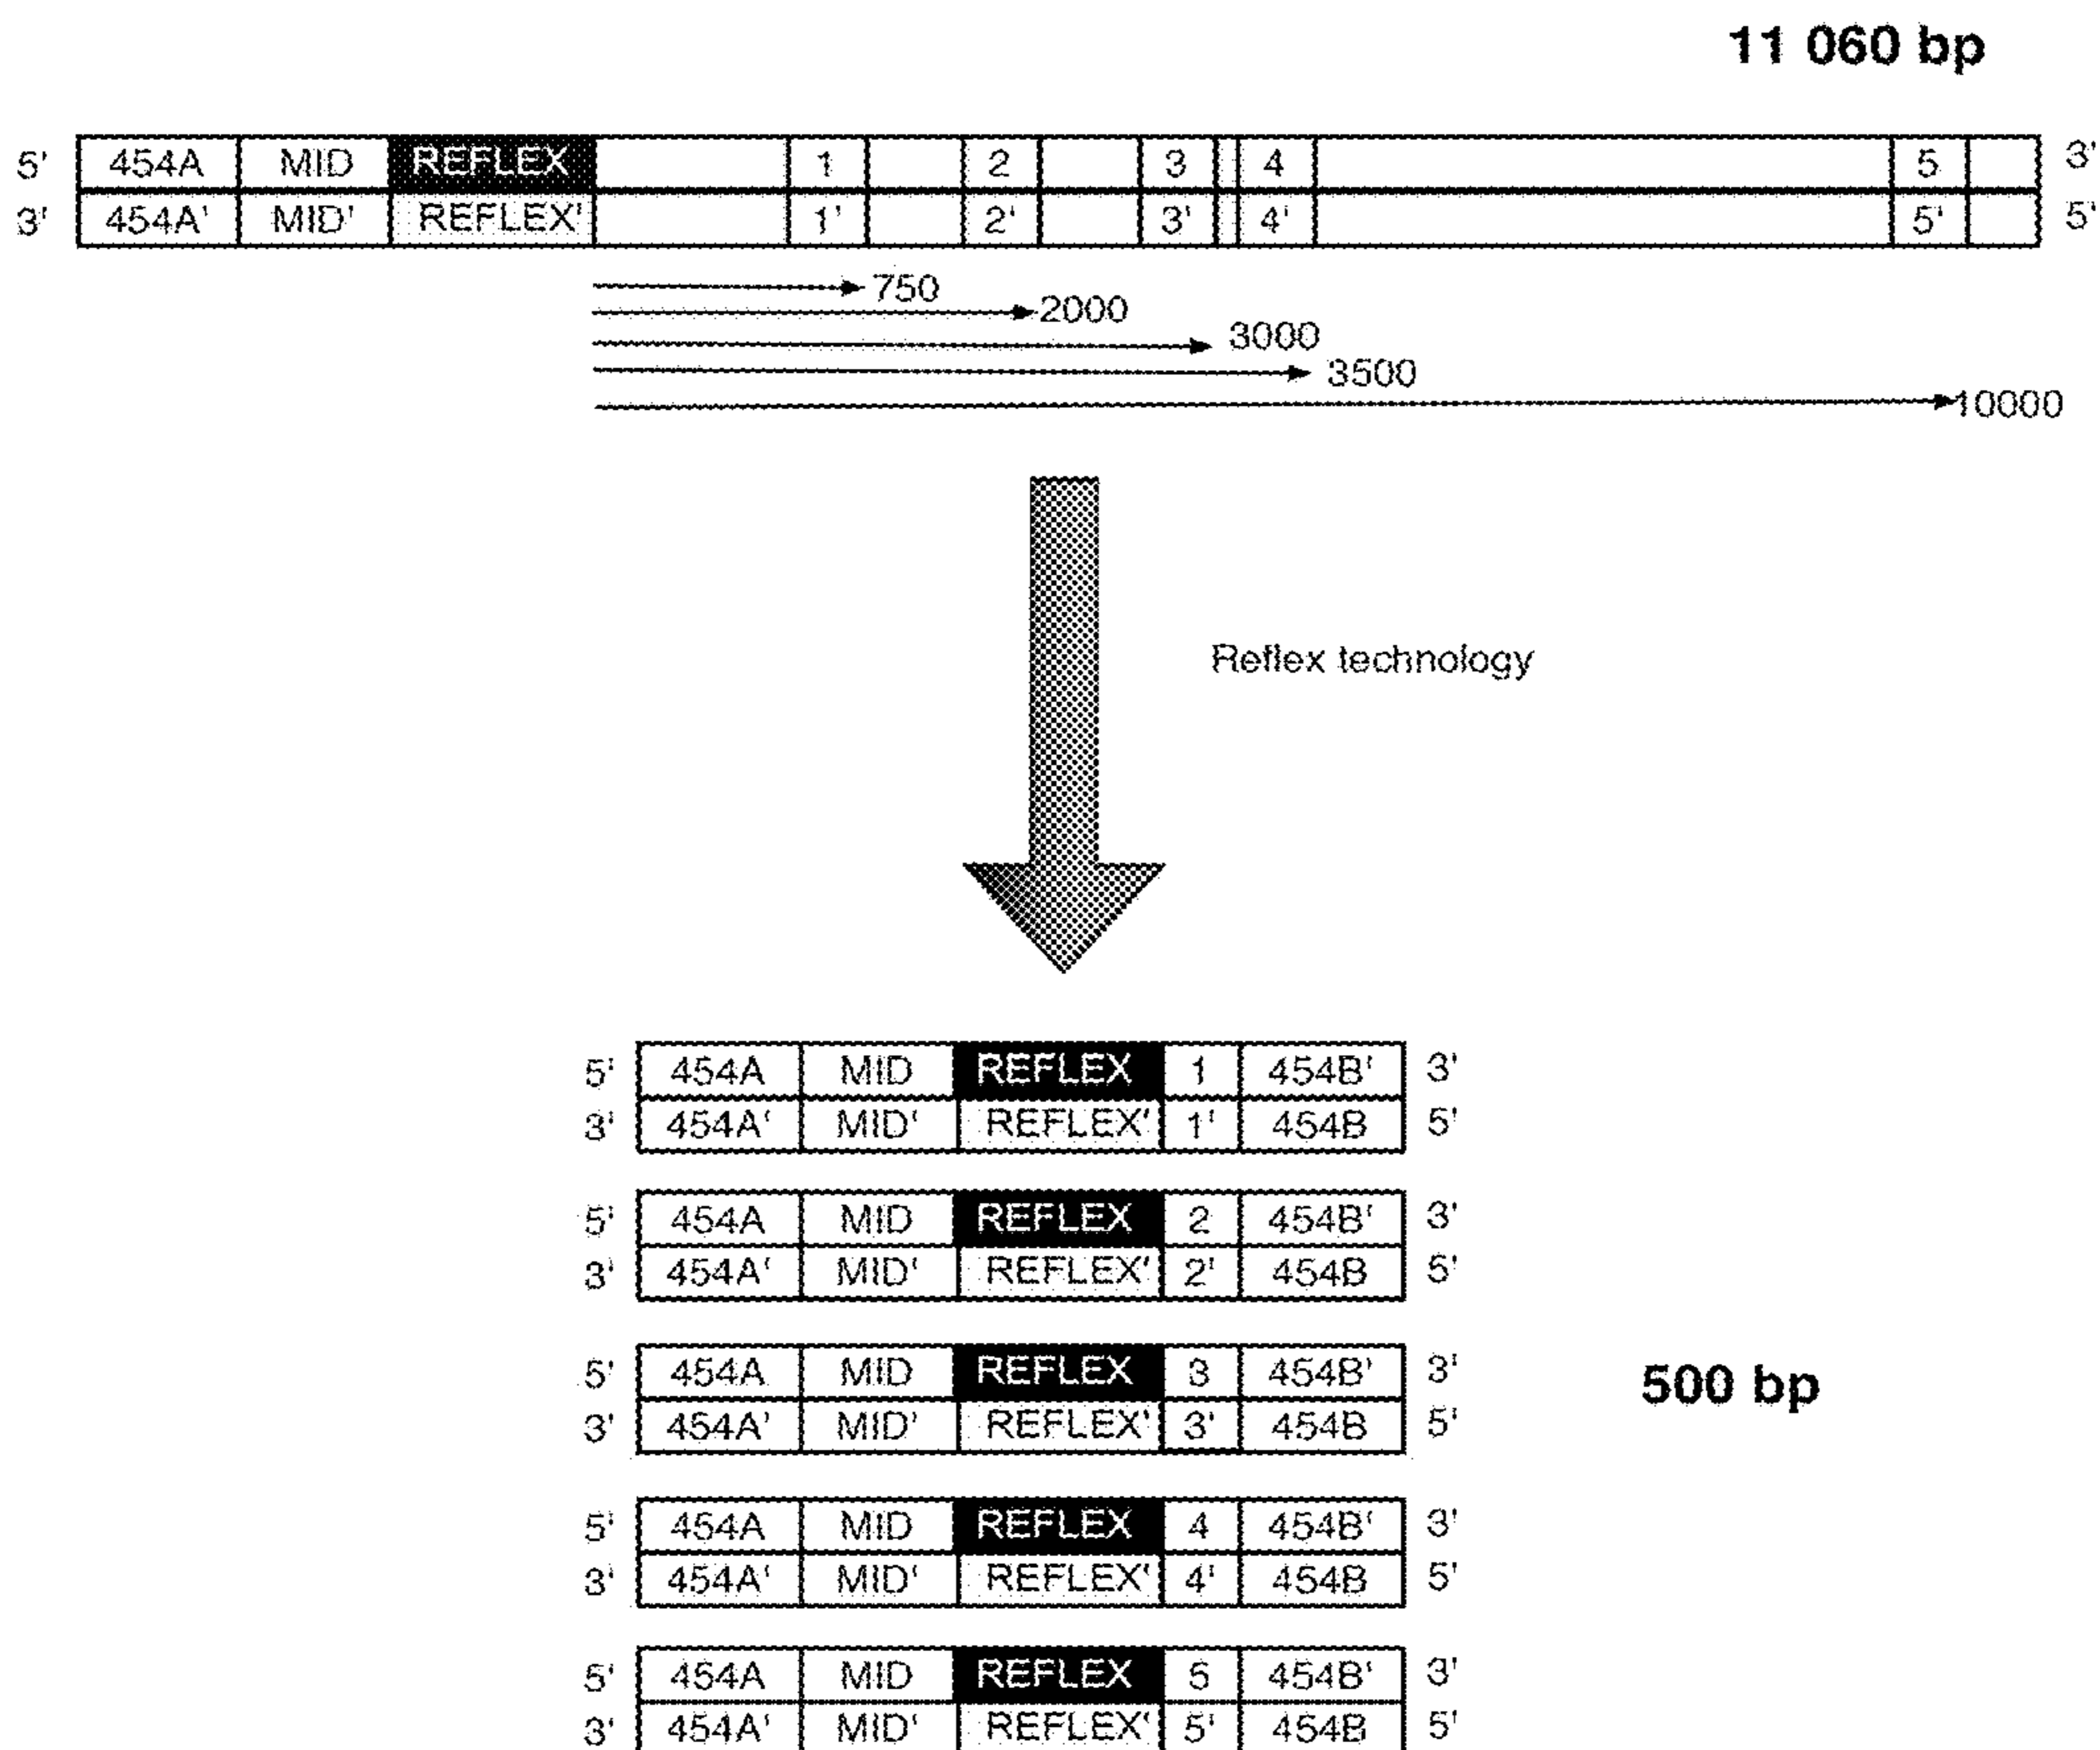 11 060 bp
5' 454A MID REFLEX 1 2 3 4 5 3'
3' 454A' MID' REFLEX' 1' 2' 3' 4' 5' 5'
750
2000
3000
3500
10000
Reflex technology
5' 454A MID REFLEX 1 454B' 3'
3' 454A' MID' REFLEX' 1' 454B 5'
5' 454A MID REFLEX 2 454B' 3'
3' 454A' MID' REFLEX' 2' 454B 5'
5' 454A MID REFLEX 3 454B' 3'
3' 454A' MID' REFLEX' 3' 454B 5'
500 bp
5' 454A MID REFLEX 4 454B' 3'
3' 454A' MID' REFLEX' 4' 454B 5'
5' 454A MID REFLEX 5 454B' 3'
3' 454A' MID' REFLEX' 5' 454B 5'